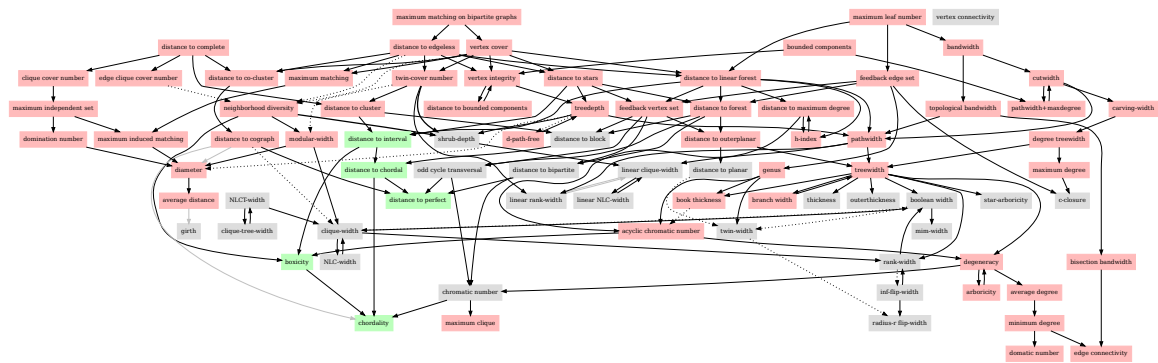 maximum matching on bipartite graphs
maximum leaf number
vertex connectivity
distance to complete
distance to edgeless
vertex cover
bounded components
bandwidth
clique cover number
edge clique cover number
distance to co-cluster
maximum matching
twin-cover number
vertex integrity
distance to stars
distance to linear forest
feedback edge set
cutwidth
maximum independent set
neighborhood diversity
distance to cluster
distance to bounded components
treedepth
feedback vertex set
distance to forest
distance to maximum degree
topological bandwidth
pathwidth+maxdegree
carving-width
domination number
maximum induced matching
distance to cograph
modular-width
distance to interval
shrub-depth
d-path-free
distance to block
distance to outerplanar
h-index
pathwidth
degree treewidth
diameter
distance to chordal
odd cycle transversal
distance to bipartite
linear clique-width
distance to planar
genus
treewidth
maximum degree
average distance
NLCT-width
distance to perfect
linear rank-width
linear NLC-width
book thickness
branch width
thickness
outerthickness
boolean width
star-arboricity
c-closure
girth
clique-tree-width
clique-width
acyclic chromatic number
twin-width
mim-width
boxicity
NLC-width
rank-width
degeneracy
bisection bandwidth
chromatic number
inf-flip-width
arboricity
average degree
chordality
maximum clique
radius-r flip-width
minimum degree
domatic number
edge connectivity